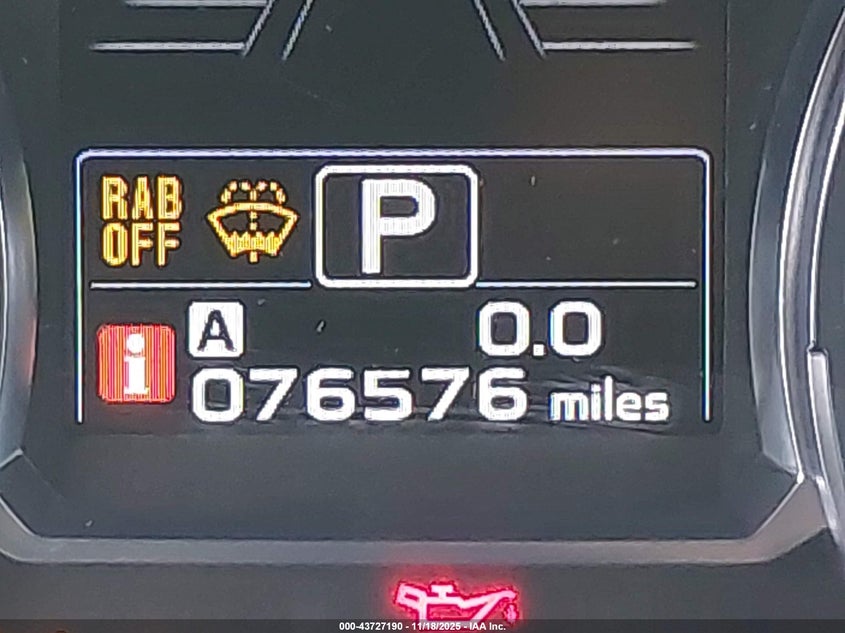 RAB
OFF
P
i
A 0.0
076576 miles
000-43727190 - 11/18/2025 - IAA Inc.